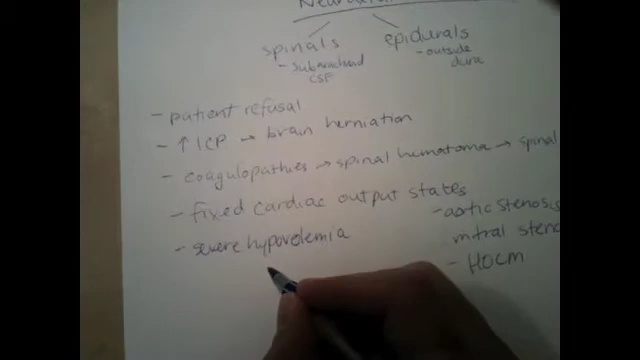 spinals epidurals
- subarachnoid - outside
CSF dura
- patient refusal
- ↑ ICP → brain herniation
- coagulopathies → spinal hematoma → spinal
- fixed cardiac output states
- aortic stenosis
- severe hypovolemia
mitral steno
- HOCM